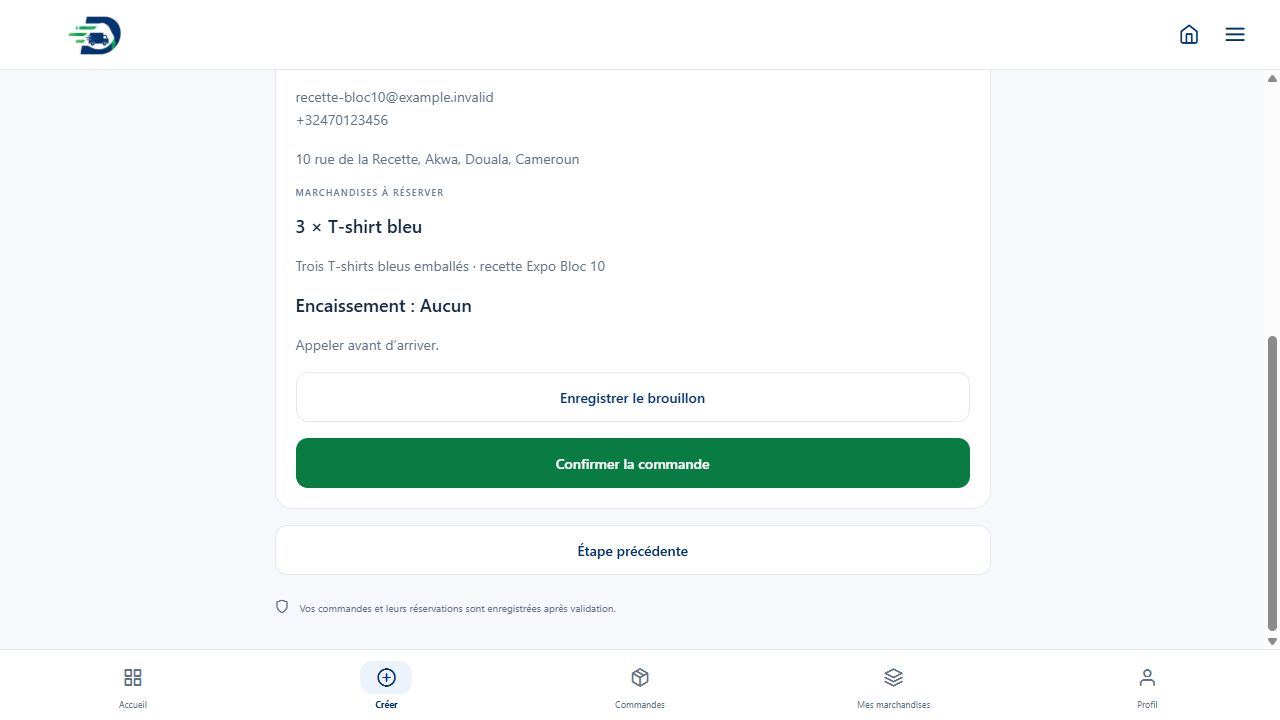 recette-bloc10@example.invalid
+32470123456
10 rue de la Recette, Akwa, Douala, Cameroun
MARCHANDISES À RÉSERVER
3 × T-shirt bleu
Trois T-shirts bleus emballés · recette Expo Bloc 10
Encaissement : Aucun
Appeler avant d’arriver.
Enregistrer le brouillon
Confirmer la commande
Étape précédente
Vos commandes et leurs réservations sont enregistrées après validation.
Accueil
Créer
Commandes
Mes marchandises
Profil